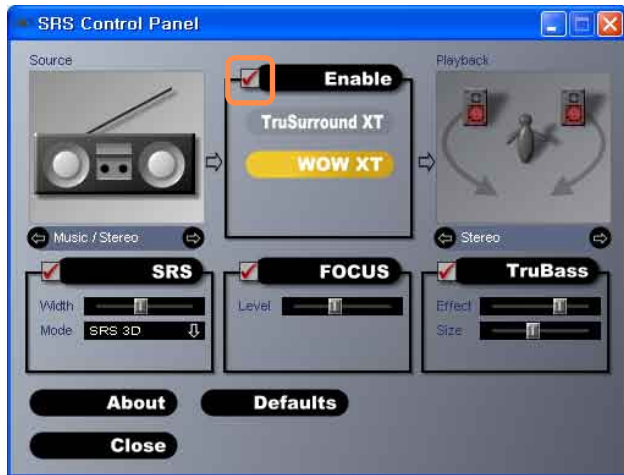 SRS Control Panel
Source
Enable
Playback
TruSurround XT
WOW XT
Music / Stereo
Stereo
SRS
FOCUS
TruBass
Width
Level
Effect
Mode
SRS 3D
Size
About
Defaults
Close